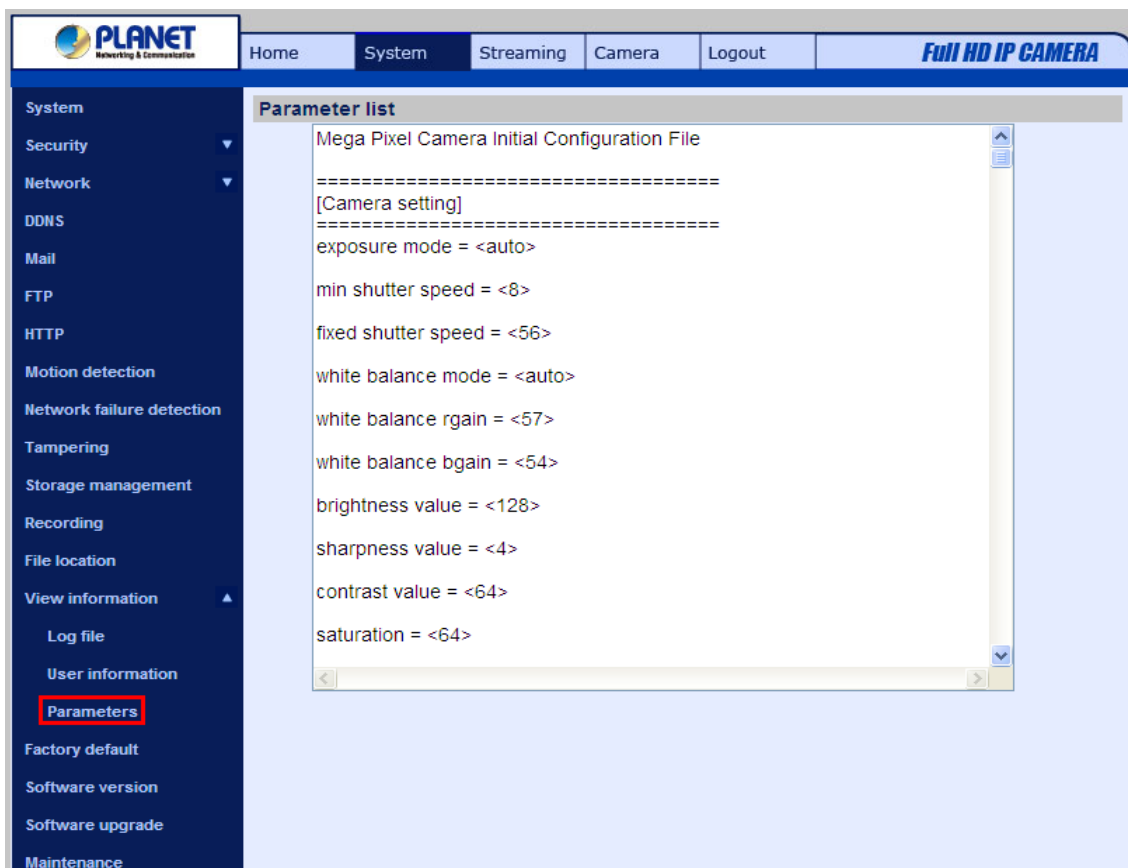 PLANET
Networking & Communication
Home
System
Streaming
Camera
Logout
Full HD IP CAMERA
System
Security
Network
DDNS
Mail
FTP
HTTP
Motion detection
Network failure detection
Tampering
Storage management
Recording
File location
View information
Log file
User information
Parameters
Factory default
Software version
Software upgrade
Maintenance
Parameter list
Mega Pixel Camera Initial Configuration File
====================================
[Camera setting]
====================================
exposure mode = <auto>
min shutter speed = <8>
fixed shutter speed = <56>
white balance mode = <auto>
white balance rgain = <57>
white balance bgain = <54>
brightness value = <128>
sharpness value = <4>
contrast value = <64>
saturation = <64>